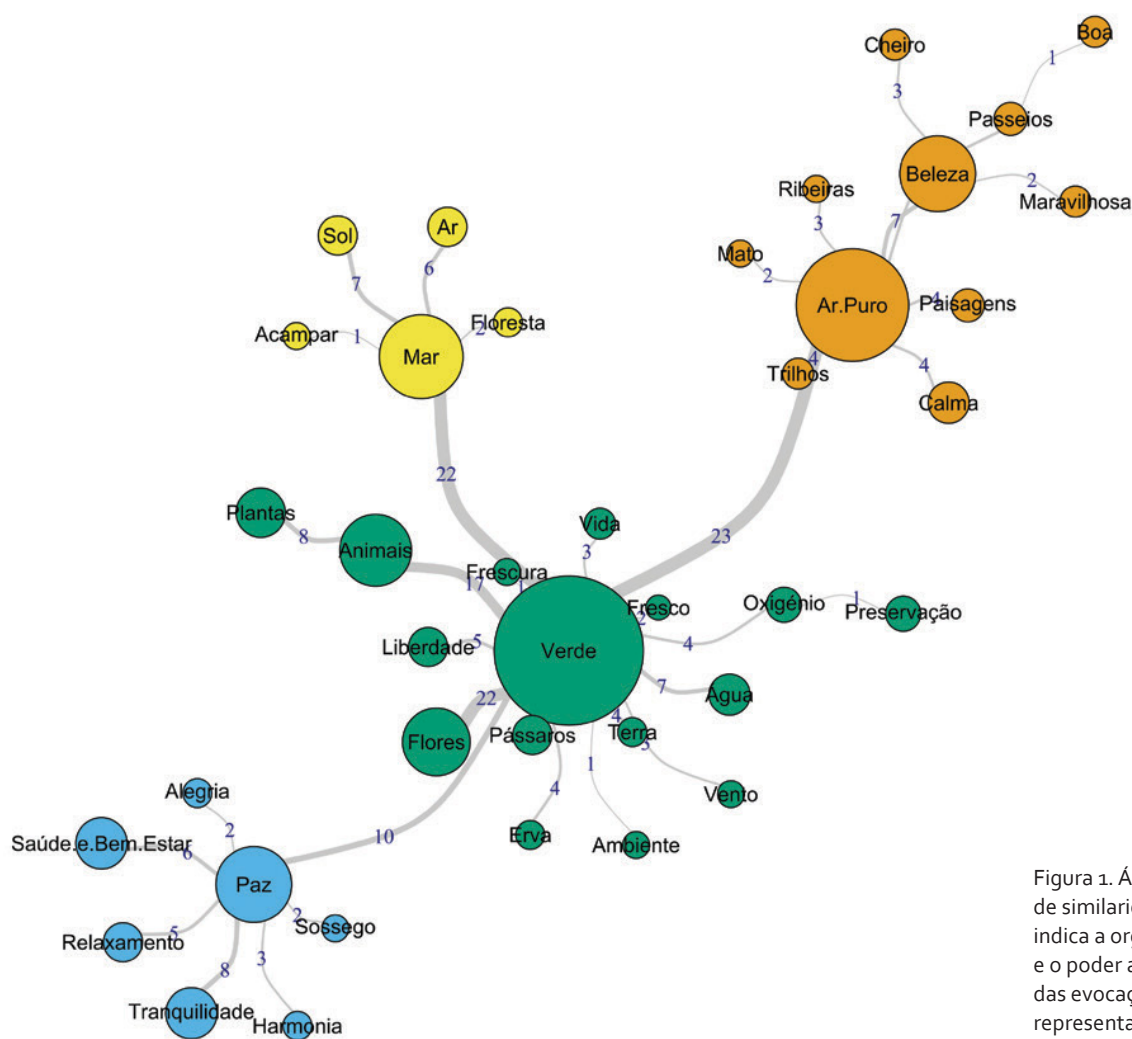 Boa
1
Cheiro
3
Passeios
Beleza
2
Maravilhosa
Ribeiras
3
7
Mato
2
Ar.Puro
4
Paisagens
4
Trilhos
4
Calma
Sol
Ar
7
6
Acampar
1
2
Floresta
Mar
22
23
Plantas
8
Animais
17
Frescura
1
Vida
3
Fresco
2
Oxigénio
1
Preservação
4
Liberdade
5
Verde
7
Água
Flores
22
Pássaros
4
Terra
3
Vento
4
Erva
1
Ambiente
10
Alegria
2
Saúde.e.Bem.Estar
6
Paz
2
Sossego
Relaxamento
5
8
3
Tranquilidade
Harmonia
Figura 1. Á
de similari
indica a or
e o poder a
das evoca
representa